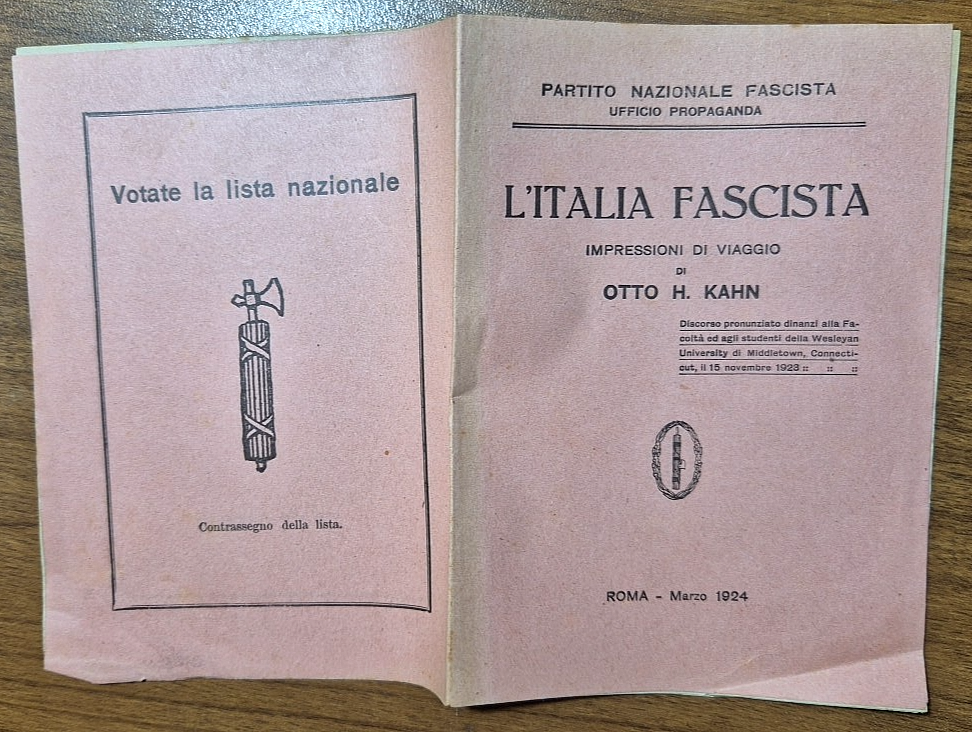 Votate la lista nazionale
Contrassegno della lista.
PARTITO NAZIONALE FASCISTA
UFFICIO PROPAGANDA
L'ITALIA FASCISTA
IMPRESSIONI DI VIAGGIO
DI
OTTO H. KAHN
Discorso pronunziato dinanzi alla Fa-
coltà ed agli studenti della Wesleyan
University di Middletown, Connecti-
cut, il 15 novembre 1923 :: :: ::
ROMA - Marzo 1924